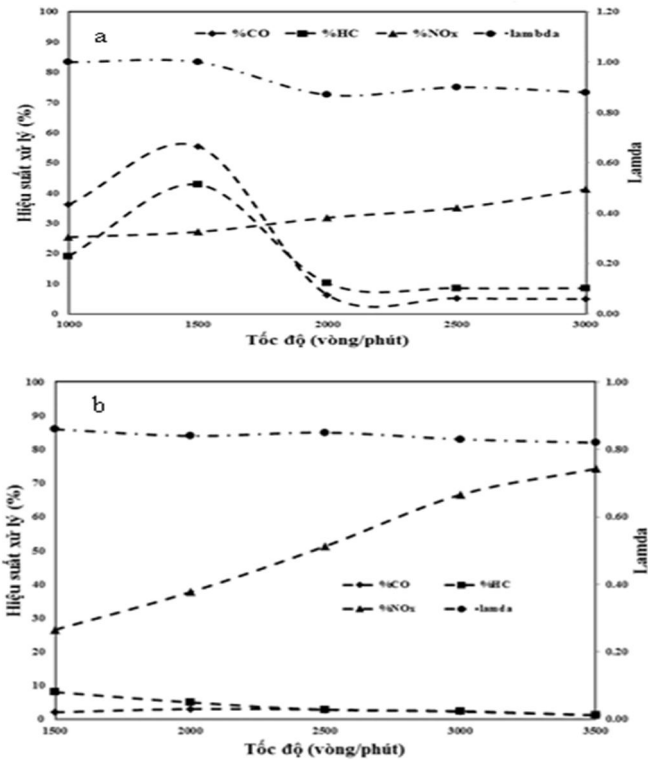 a
%CO %HC %NOx -lambda
Hiệu suất xử lý (%)
100
90
80
70
60
50
40
30
20
10
0
1.20
1.00
0.80
0.60
0.40
0.20
0.00
Lamda
1000 1500 2000 2500 3000
Tốc độ (vòng/phút)
b
Hiệu suất xử lý (%)
100
90
80
70
60
50
40
30
20
10
0
%CO %HC
%NOx -lamda
1.00
0.80
0.60
0.40
0.20
0.00
Lamda
1500 2000 2500 3000 3500
Tốc độ (vòng/phút)